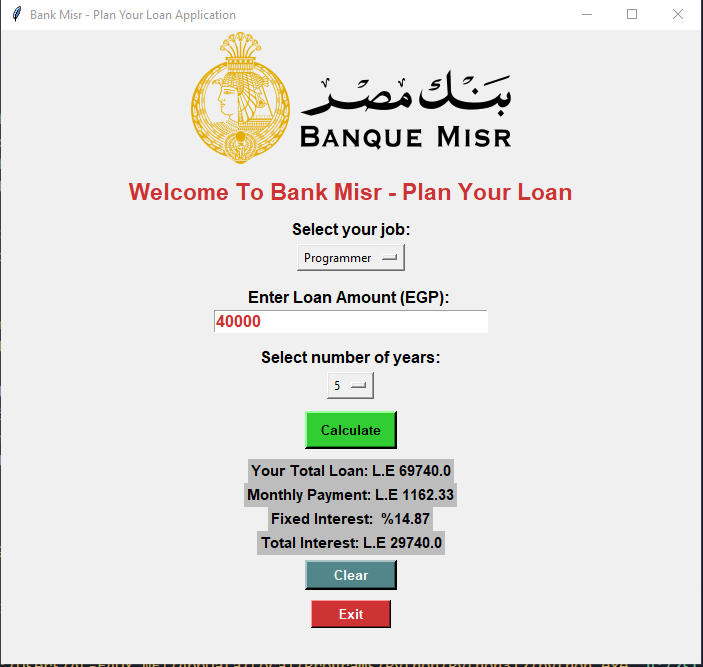 Bank Misr - Plan Your Loan Application
بنك مصر
BANQUE MISR
Welcome To Bank Misr - Plan Your Loan
Select your job:
Programmer
Enter Loan Amount (EGP):
40000
Select number of years:
5
Calculate
Your Total Loan: L.E 69740.0
Monthly Payment: L.E 1162.33
Fixed Interest:  %14.87
Total Interest: L.E 29740.0
Clear
Exit